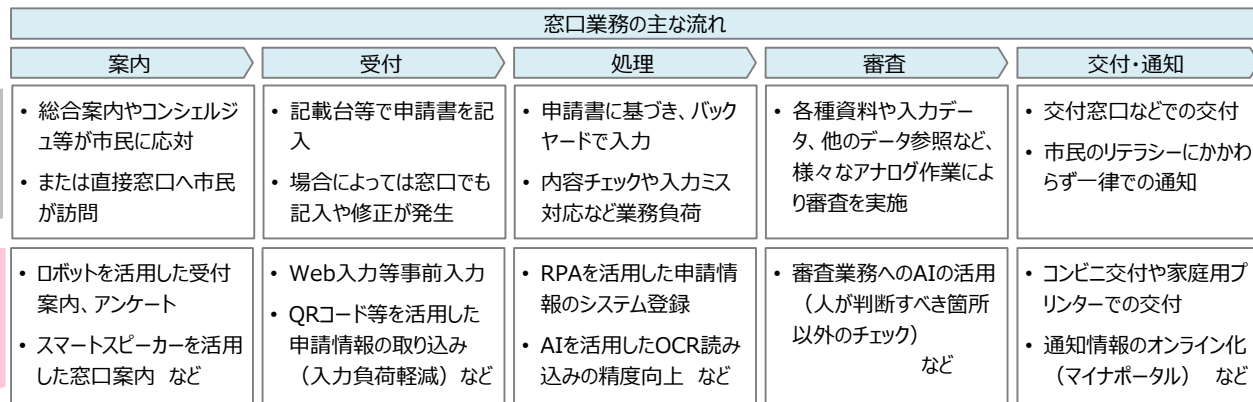 窓口業務の主な流れ
案内
受付
処理
審査
交付・通知
• 総合案内やコンシェルジ
ュ等が市民に応対
• または直接窓口へ市民
が訪問
• 記載台等で申請書を記
入
• 場合によっては窓口でも
記入や修正が発生
• 申請書に基づき、バック
ヤードで入力
• 内容チェックや入力ミス
対応など業務負荷
• 各種資料や入力デー
タ、他のデータ参照など、
様々なアナログ作業によ
り審査を実施
• 交付窓口などでの交付
• 市民のリテラシーにかかわ
らず一律での通知
• ロボットを活用した受付
案内、アンケート
• スマートスピーカーを活用
した窓口案内 など
• Web入力等事前入力
• QRコード等を活用した
申請情報の取り込み
（入力負荷軽減）など
• RPAを活用した申請情
報のシステム登録
• AIを活用したOCR読み
込みの精度向上 など
• 審査業務へのAIの活用
（人が判断すべき箇所
以外のチェック）
など
• コンビニ交付や家庭用プ
リンターでの交付
• 通知情報のオンライン化
（マイナポータル） など